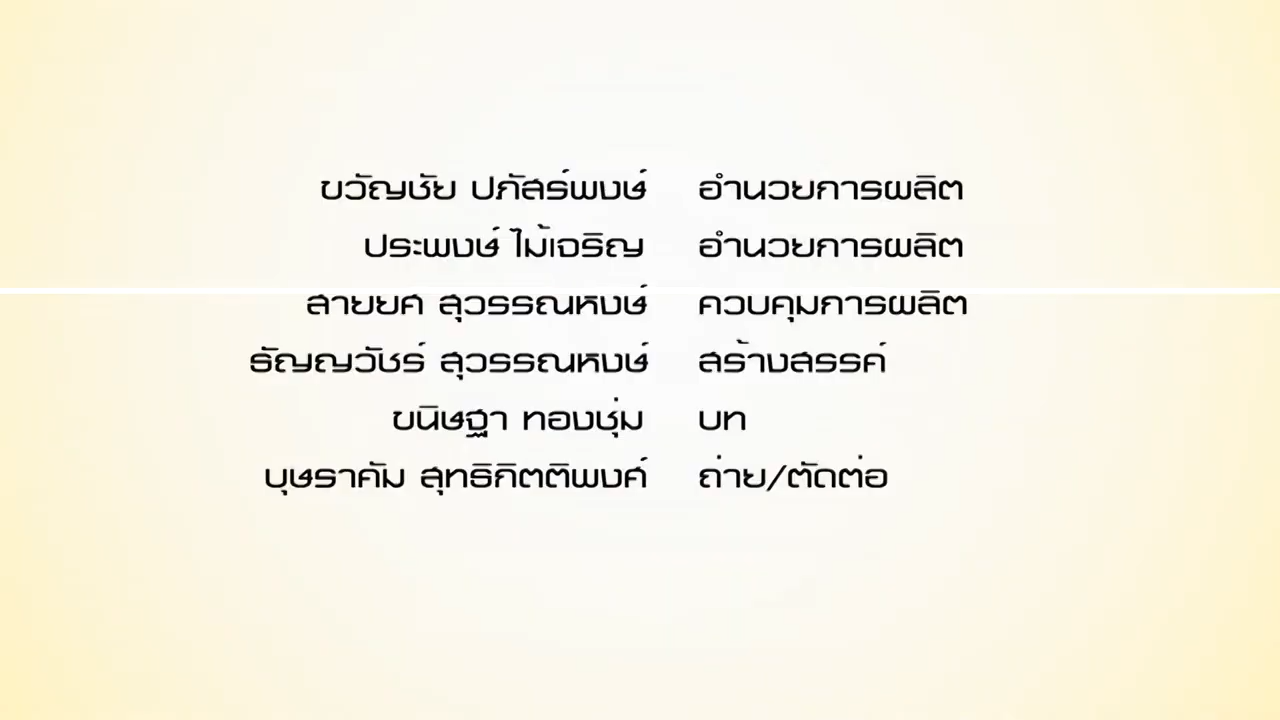 ขวัญชัย ปภัสร์พงษ์ อำนวยการผลิต
ประพงษ์ ไม้เจริญ อำนวยการผลิต
สายยศ สุวรรณหงษ์ ควบคุมการผลิต
ธัญญวัชร์ สุวรรณหงษ์ สร้างสรรค์
ขนิษฐา ทองชุ่ม บท
บุษราคัม สุทธิกิตติพงศ์ ถ่าย/ตัดต่อ